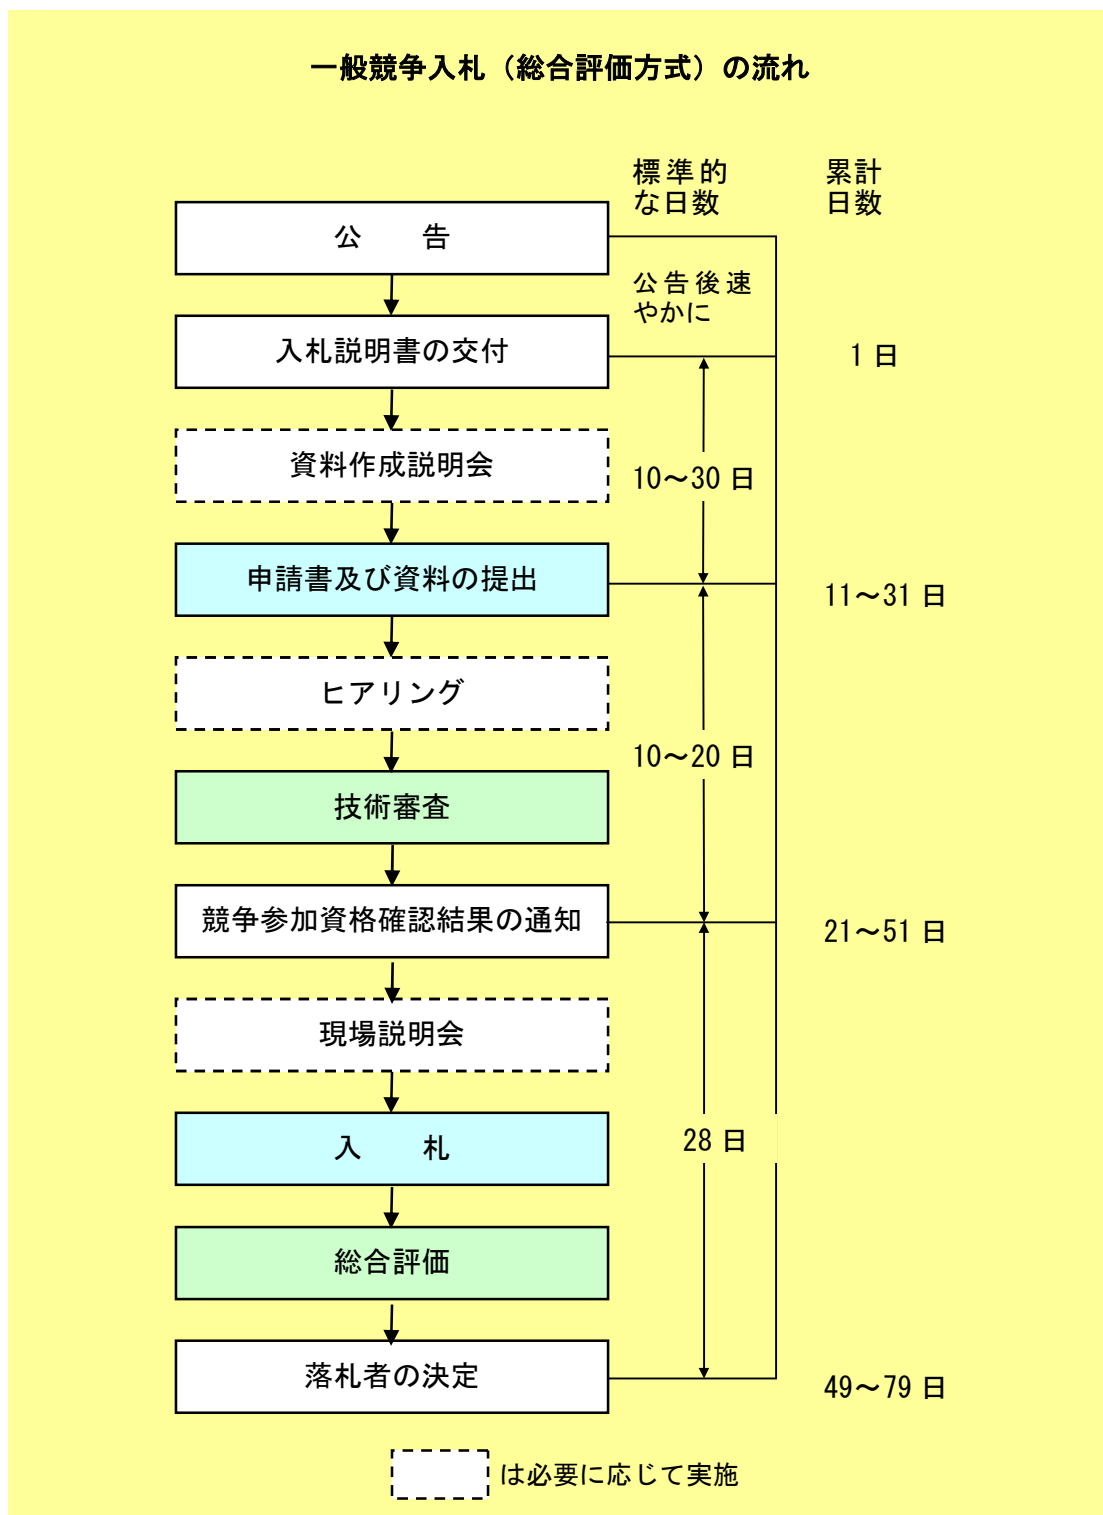 一般競争入札（総合評価方式）の流れ
標準的
な日数
累計
日数
公　　告
公告後速
やかに
入札説明書の交付
1 日
資料作成説明会
10～30 日
申請書及び資料の提出
11～31 日
ヒアリング
10～20 日
技術審査
競争参加資格確認結果の通知
21～51 日
現場説明会
入　　札
28 日
総合評価
落札者の決定
49～79 日
は必要に応じて実施